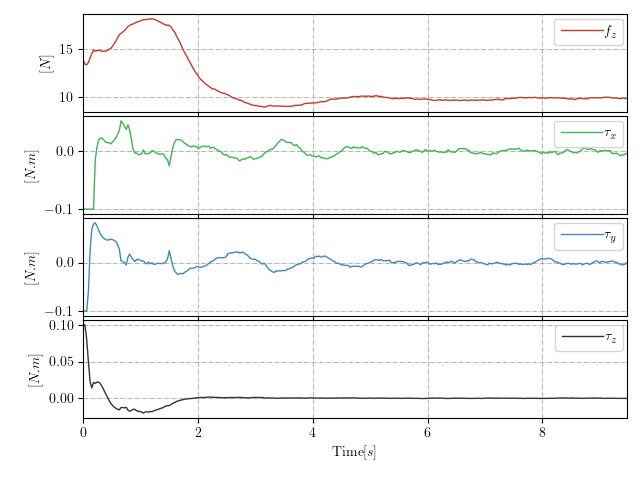 [N]
15
10
f_z
[N.m]
0.0
−0.1
τ_x
[N.m]
0.0
−0.1
τ_y
[N.m]
0.10
0.05
0.00
τ_z
0 2 4 6 8
Time[s]